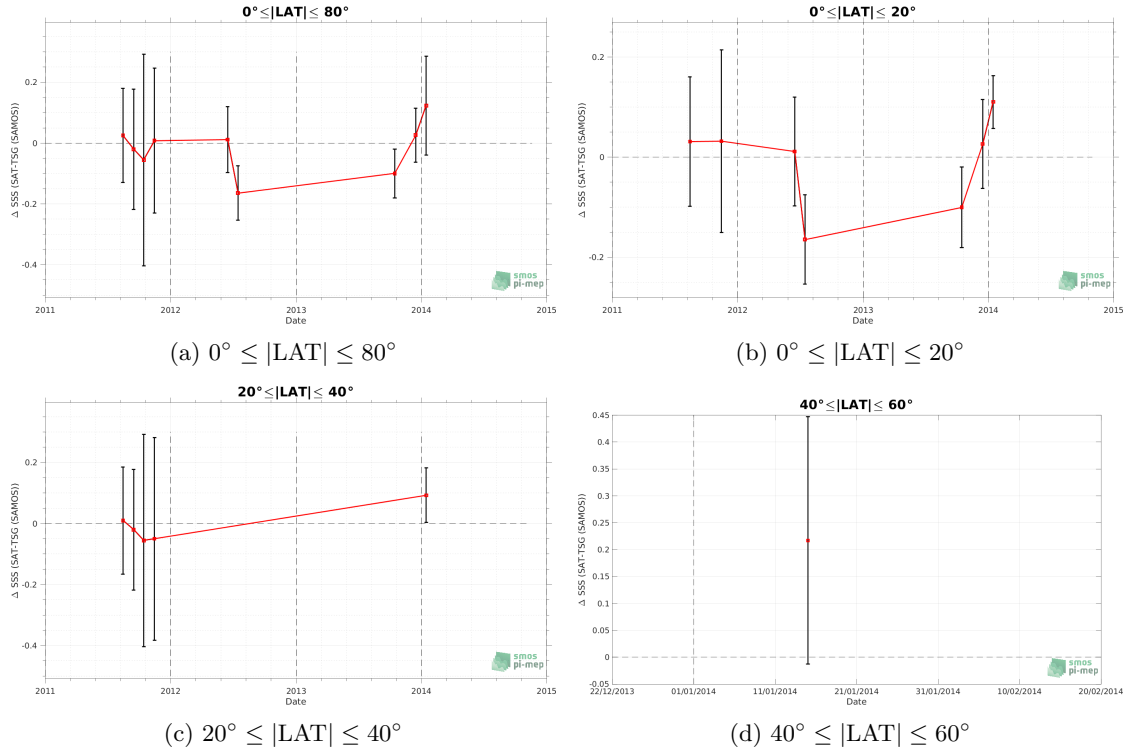 0°≤|LAT|≤ 80°
Δ SSS (SAT-TSG (SAMOS))
0.2
0
-0.2
-0.4
2011 2012 2013 2014 2015
Date
smos
pi-mep
(a) 0° ≤ |LAT| ≤ 80°
0°≤|LAT|≤ 20°
Δ SSS (SAT-TSG (SAMOS))
0.2
0
-0.2
2011 2012 2013 2014 2015
Date
smos
pi-mep
(b) 0° ≤ |LAT| ≤ 20°
20°≤|LAT|≤ 40°
Δ SSS (SAT-TSG (SAMOS))
0.2
0
-0.2
-0.4
2011 2012 2013 2014 2015
Date
smos
pi-mep
(c) 20° ≤ |LAT| ≤ 40°
40°≤|LAT|≤ 60°
Δ SSS (SAT-TSG (SAMOS))
0.45
0.4
0.35
0.3
0.25
0.2
0.15
0.1
0.05
0
-0.05
22/12/2013 01/01/2014 11/01/2014 21/01/2014 31/01/2014 10/02/2014 20/02/2014
Date
smos
pi-mep
(d) 40° ≤ |LAT| ≤ 60°